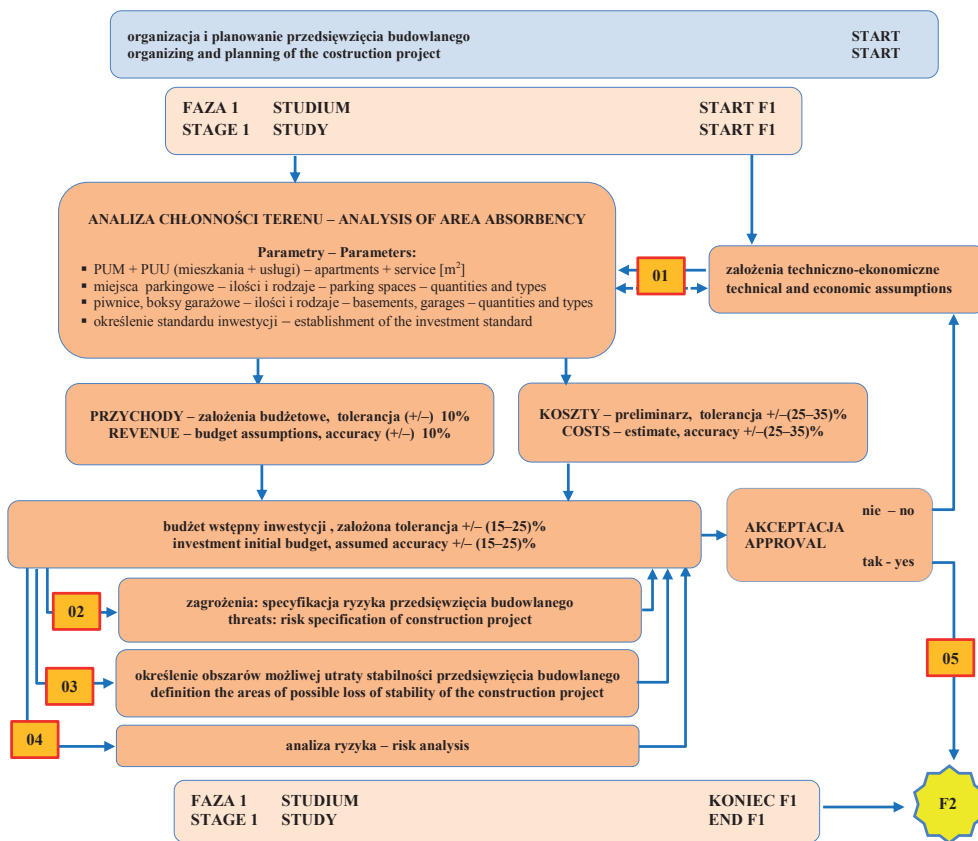 organizacja i planowanie przedsięwzięcia budowlanego START
organizing and planning of the costruction project START
FAZA 1 STUDIUM START F1
STAGE 1 STUDY START F1
ANALIZA CHŁONNOŚCI TERENU – ANALYSIS OF AREA ABSORBENCY
Parametry – Parameters:
▪ PUM + PUU (mieszkania + usługi) – apartments + service [m²]
▪ miejsca parkingowe – ilości i rodzaje – parking spaces – quantities and types
▪ piwnice, boksy garażowe – ilości i rodzaje – basements, garages – quantities and types
▪ określenie standardu inwestycji – establishment of the investment standard
01
założenia techniczno-ekonomiczne
technical and economic assumptions
PRZYCHODY – założenia budżetowe, tolerancja (+/–) 10%
REVENUE – budget assumptions, accuracy (+/–) 10%
KOSZTY – preliminarz, tolerancja +/–(25–35)%
COSTS – estimate, accuracy +/–(25–35)%
budżet wstępny inwestycji , założona tolerancja +/– (15–25)%
investment initial budget, assumed accuracy +/– (15–25)%
nie – no
AKCEPTACJA
APPROVAL
tak - yes
02
zagrożenia: specyfikacja ryzyka przedsięwzięcia budowlanego
threats: risk specification of construction project
03
określenie obszarów możliwej utraty stabilności przedsięwzięcia budowlanego
definition the areas of possible loss of stability of the construction project
05
04
analiza ryzyka – risk analysis
FAZA 1 STUDIUM KONIEC F1
STAGE 1 STUDY END F1
F2